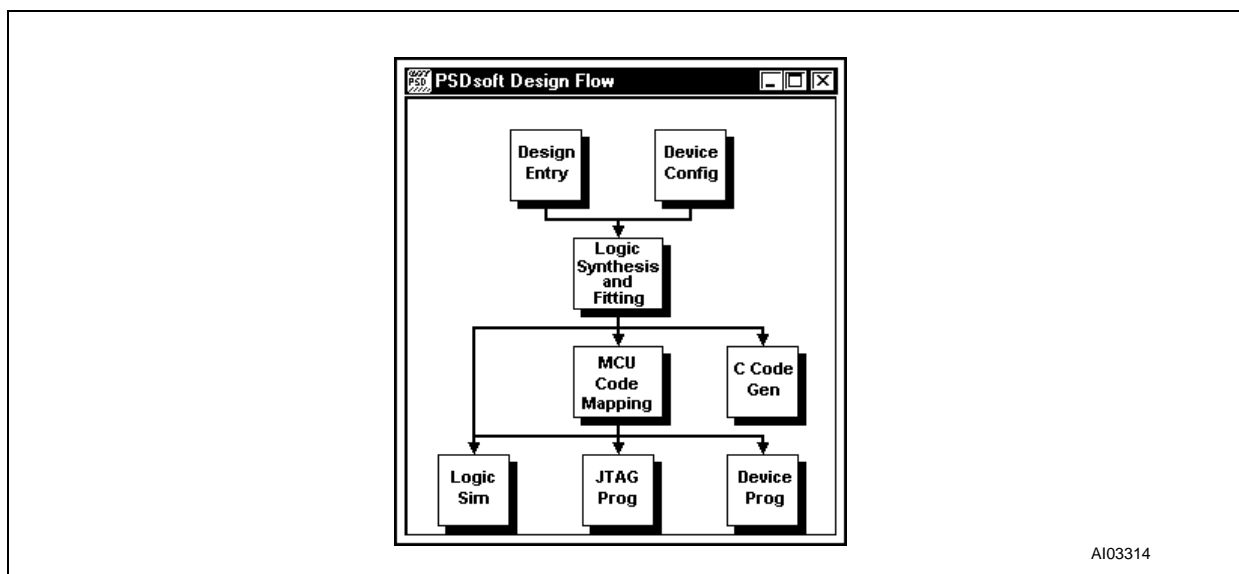 PSD
PSDsoft Design Flow
Design
Entry
Device
Config
Logic
Synthesis
and
Fitting
MCU
Code
Mapping
C Code
Gen
Logic
Sim
JTAG
Prog
Device
Prog
AI03314